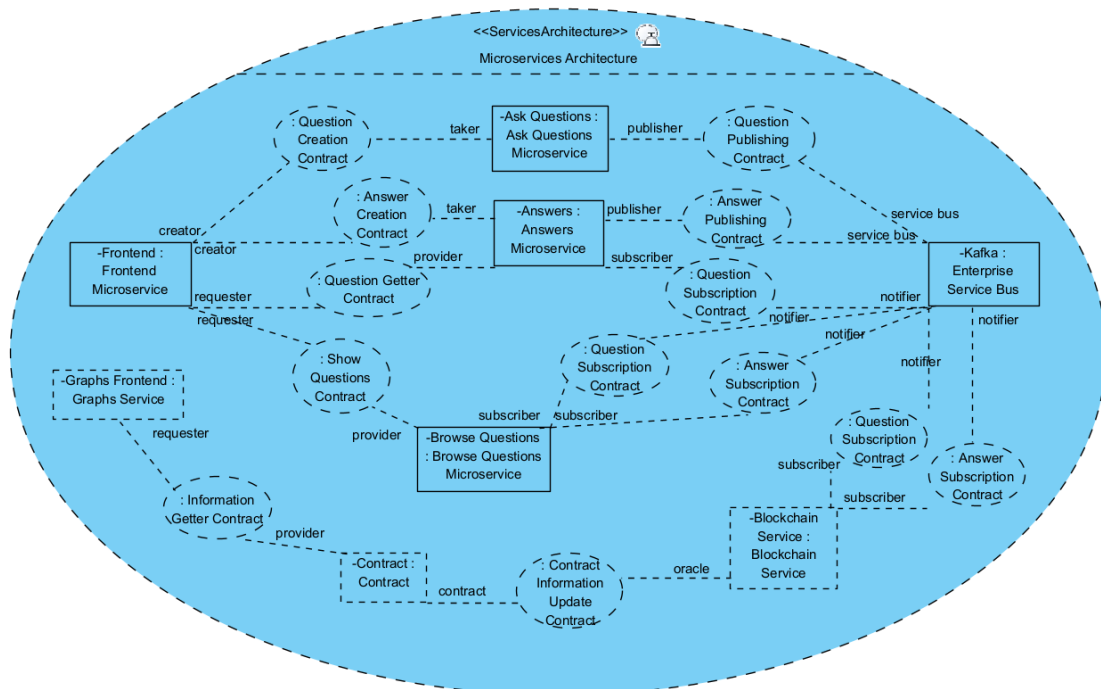 <<ServicesArchitecture>>
Microservices Architecture
: Question
Creation
Contract
taker
-Ask Questions :
Ask Questions
Microservice
publisher
: Question
Publishing
Contract
: Answer
Creation
Contract
taker
-Answers :
Answers
Microservice
publisher
: Answer
Publishing
Contract
service bus
creator
creator
service bus
-Frontend :
Frontend
Microservice
provider
subscriber
-Kafka :
Enterprise
Service Bus
: Question Getter
Contract
: Question
Subscription
Contract
requester
requester
notifier
notifier
notifier
notifier
notifier
: Show
Questions
Contract
: Question
Subscription
Contract
: Answer
Subscription
Contract
-Graphs Frontend :
Graphs Service
requester
provider
subscriber
subscriber
-Browse Questions
: Browse Questions
Microservice
: Question
Subscription
Contract
subscriber
: Answer
Subscription
Contract
subscriber
: Information
Getter Contract
provider
-Blockchain
Service :
Blockchain
Service
-Contract :
Contract
contract
: Contract
Information
Update
Contract
oracle